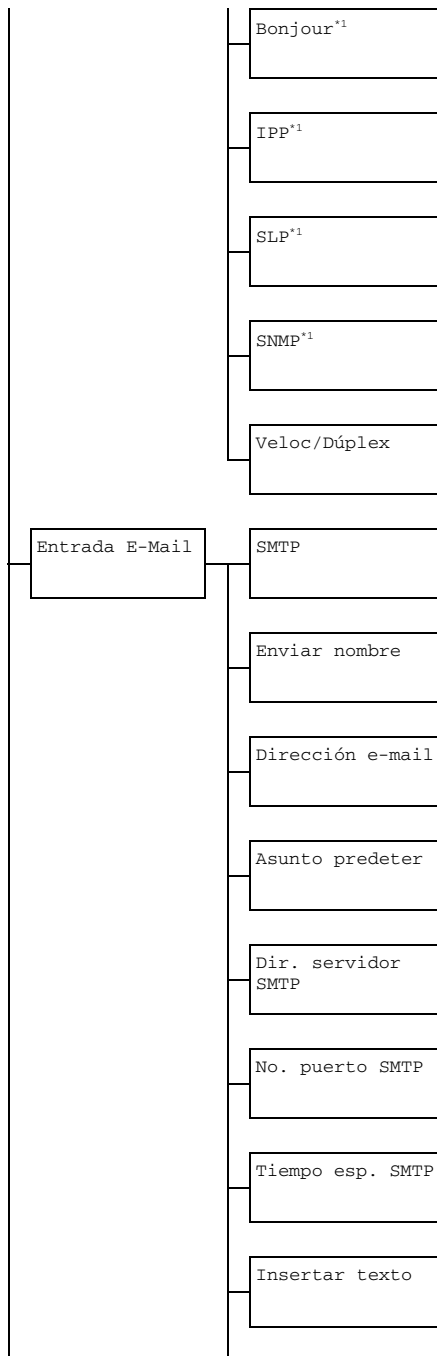 Bonjour*1
IPP*1
SLP*1
SNMP*1
Veloc/Dúplex
Entrada E-Mail
SMTP
Enviar nombre
Dirección e-mail
Asunto predeter
Dir. servidor
SMTP
No. puerto SMTP
Tiempo esp. SMTP
Insertar texto